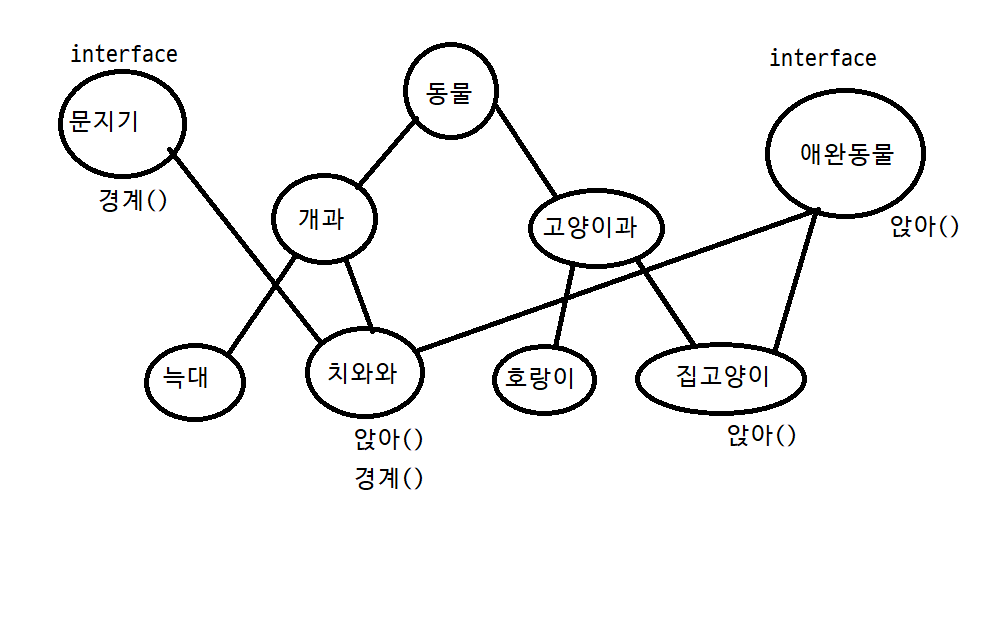 interface
interface
동물
문지기
애완동물
경계()
개과
고양이과
앉아()
늑대
치와와
호랑이
집고양이
앉아()
앉아()
경계()